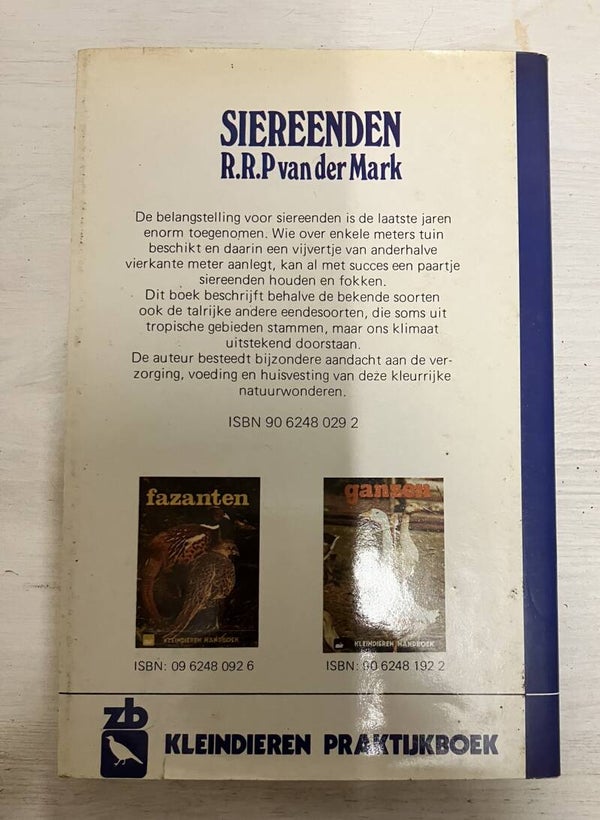 SIEREENDEN
R.R.P van der Mark
De belangstelling voor siereenden is de laatste jaren
enorm toegenomen. Wie over enkele meters tuin
beschikt en daarin een vijvertje van anderhalve
vierkante meter aanlegt, kan al met succes een paartje
siereenden houden en fokken.
Dit boek beschrijft behalve de bekende soorten
ook de talrijke andere eendesoorten, die soms uit
tropische gebieden stammen, maar ons klimaat
uitstekend doorstaan.
De auteur besteedt bijzondere aandacht aan de ver-
zorging, voeding en huisvesting van deze kleurrijke
natuurwonderen.
ISBN 90 6248 029 2
fazanten
KLEINDIEREN HANDBOEK
ISBN: 09 6248 092 6
ganzen
KLEINDIEREN HANDBOEK
ISBN: 90 6248 192 2
zb
KLEINDIEREN PRAKTIJKBOEK